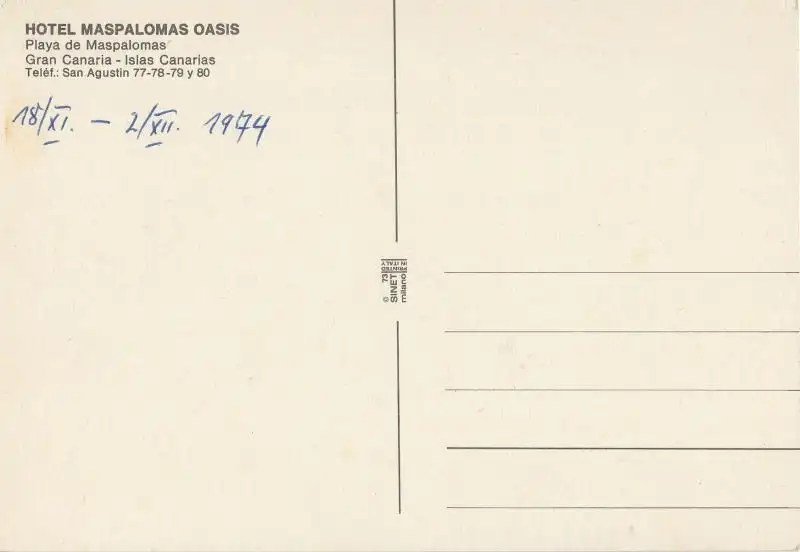 HOTEL MASPALOMAS OASIS
Playa de Maspalomas
Gran Canaria - Islas Canarias
Teléf.: San Agustin 77-78-79 y 80
18/XI. - 2/XII. 1974
© 73
SINET
milano
PRINTED
IN ITALY